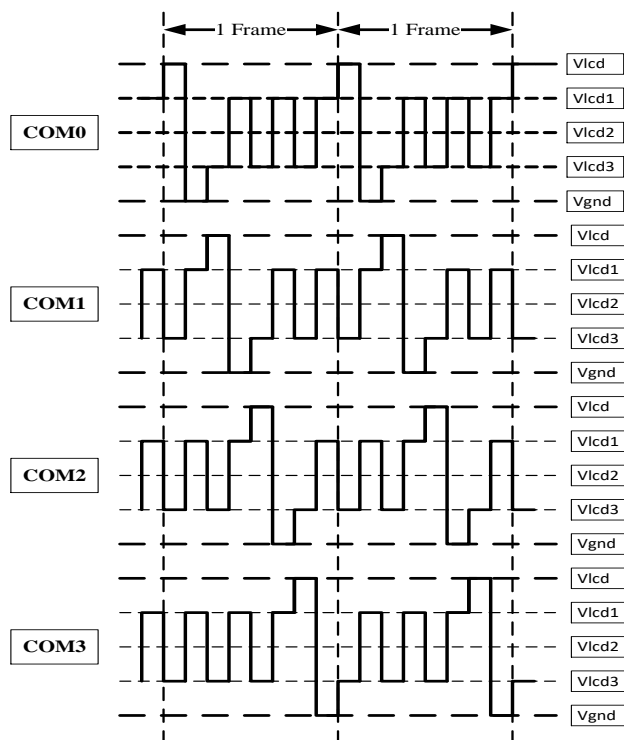 1 Frame 1 Frame
Vlcd
Vlcd1
COM0
Vlcd2
Vlcd3
Vgnd
Vlcd
Vlcd1
COM1
Vlcd2
Vlcd3
Vgnd
Vlcd
Vlcd1
COM2
Vlcd2
Vlcd3
Vgnd
Vlcd
Vlcd1
COM3
Vlcd2
Vlcd3
Vgnd